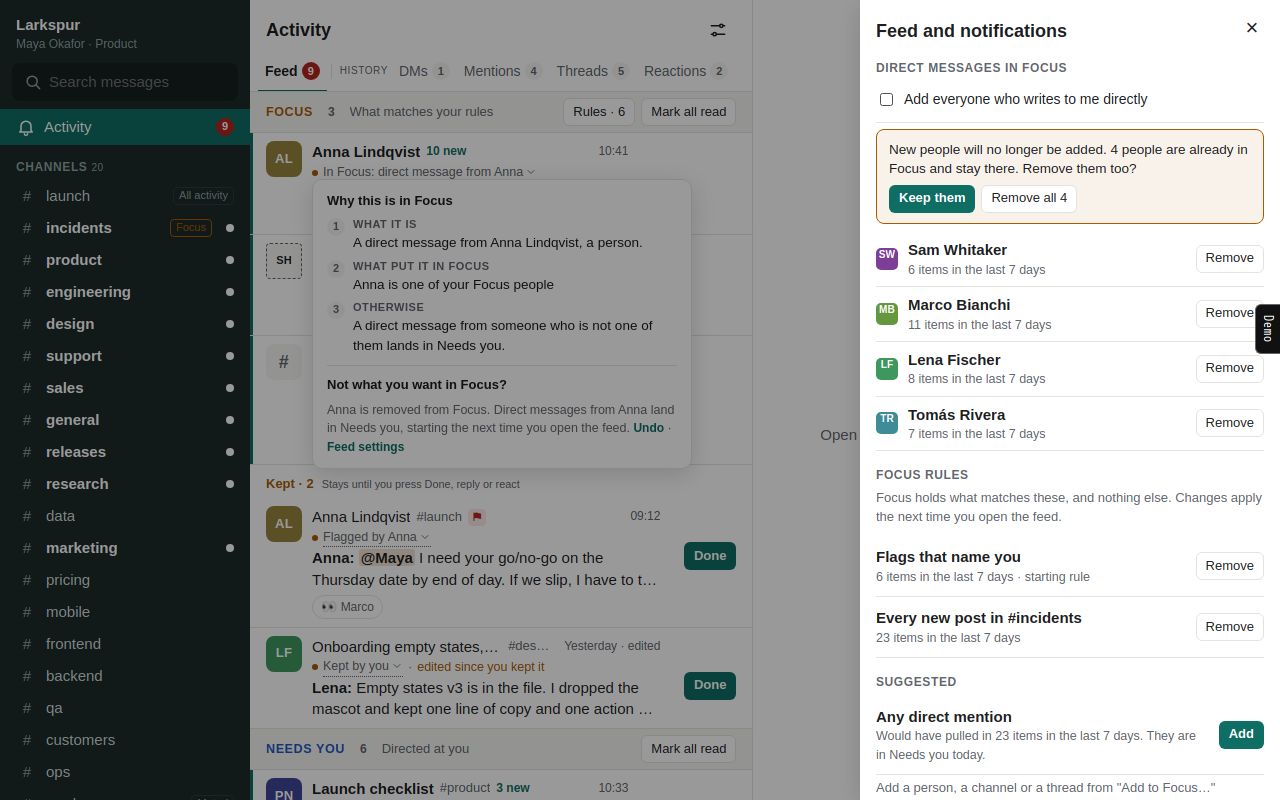 Larkspur
Maya Okafor · Product
Search messages
Activity
9
CHANNELS 20
# launch
All activity
# incidents
Focus
# product
# engineering
# design
# support
# sales
# general
# releases
# research
# data
# marketing
# pricing
# mobile
# frontend
# backend
# qa
# customers
# ops
Activity
Feed 9
HISTORY
DMs 1
Mentions 4
Threads 5
Reactions 2
FOCUS 3 What matches your rules
Rules · 6
Mark all read
AL
Anna Lindqvist 10 new
10:41
In Focus: direct message from Anna
SH
#
Why this is in Focus
1 WHAT IT IS
A direct message from Anna Lindqvist, a person.
2 WHAT PUT IT IN FOCUS
Anna is one of your Focus people
3 OTHERWISE
A direct message from someone who is not one of
them lands in Needs you.
Not what you want in Focus?
Anna is removed from Focus. Direct messages from Anna land
in Needs you, starting the next time you open the feed. Undo ·
Feed settings
Kept · 2 Stays until you press Done, reply or react
AL
Anna Lindqvist #launch
09:12
Flagged by Anna
Anna: @Maya I need your go/no-go on the
Thursday date by end of day. If we slip, I have to t…
Done
👀 Marco
LF
Onboarding empty states,… #des… Yesterday · edited
Kept by you · edited since you kept it
Lena: Empty states v3 is in the file. I dropped the
mascot and kept one line of copy and one action …
Done
NEEDS YOU 6 Directed at you
Mark all read
PN
Launch checklist #product 3 new
10:33
Open
Feed and notifications
DIRECT MESSAGES IN FOCUS
Add everyone who writes to me directly
New people will no longer be added. 4 people are already in
Focus and stay there. Remove them too?
Keep them
Remove all 4
SW
Sam Whitaker
6 items in the last 7 days
Remove
MB
Marco Bianchi
11 items in the last 7 days
Remove
Demo
LF
Lena Fischer
8 items in the last 7 days
Remove
TR
Tomás Rivera
7 items in the last 7 days
Remove
FOCUS RULES
Focus holds what matches these, and nothing else. Changes apply
the next time you open the feed.
Flags that name you
6 items in the last 7 days · starting rule
Remove
Every new post in #incidents
23 items in the last 7 days
Remove
SUGGESTED
Any direct mention
Would have pulled in 23 items in the last 7 days. They are
in Needs you today.
Add
Add a person, a channel or a thread from "Add to Focus…"